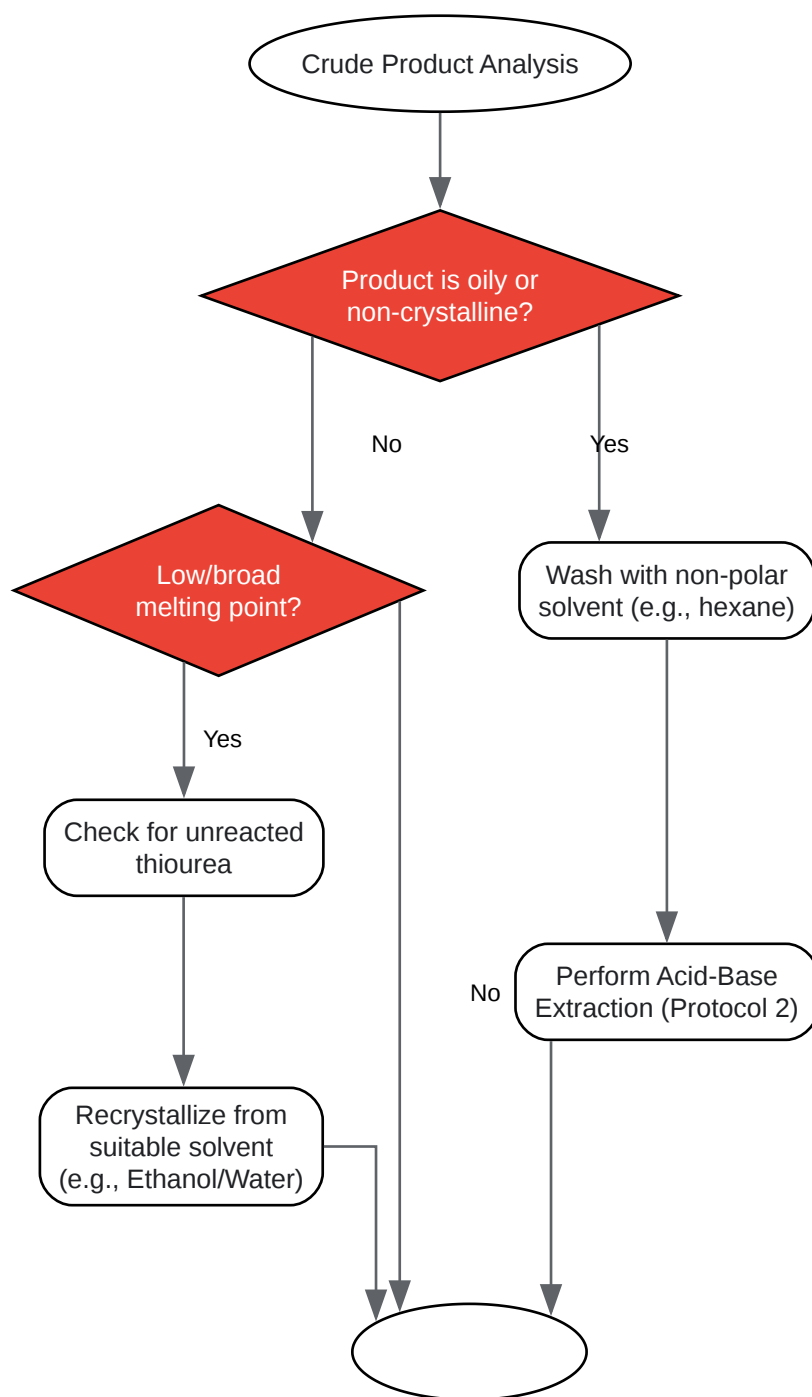 Crude Product Analysis
Product is oily or
non-crystalline?
No
Yes
Low/broad
melting point?
Wash with non-polar
solvent (e.g., hexane)
Yes
Check for unreacted
thiourea
Perform Acid-Base
Extraction (Protocol 2)
No
Recrystallize from
suitable solvent
(e.g., Ethanol/Water)